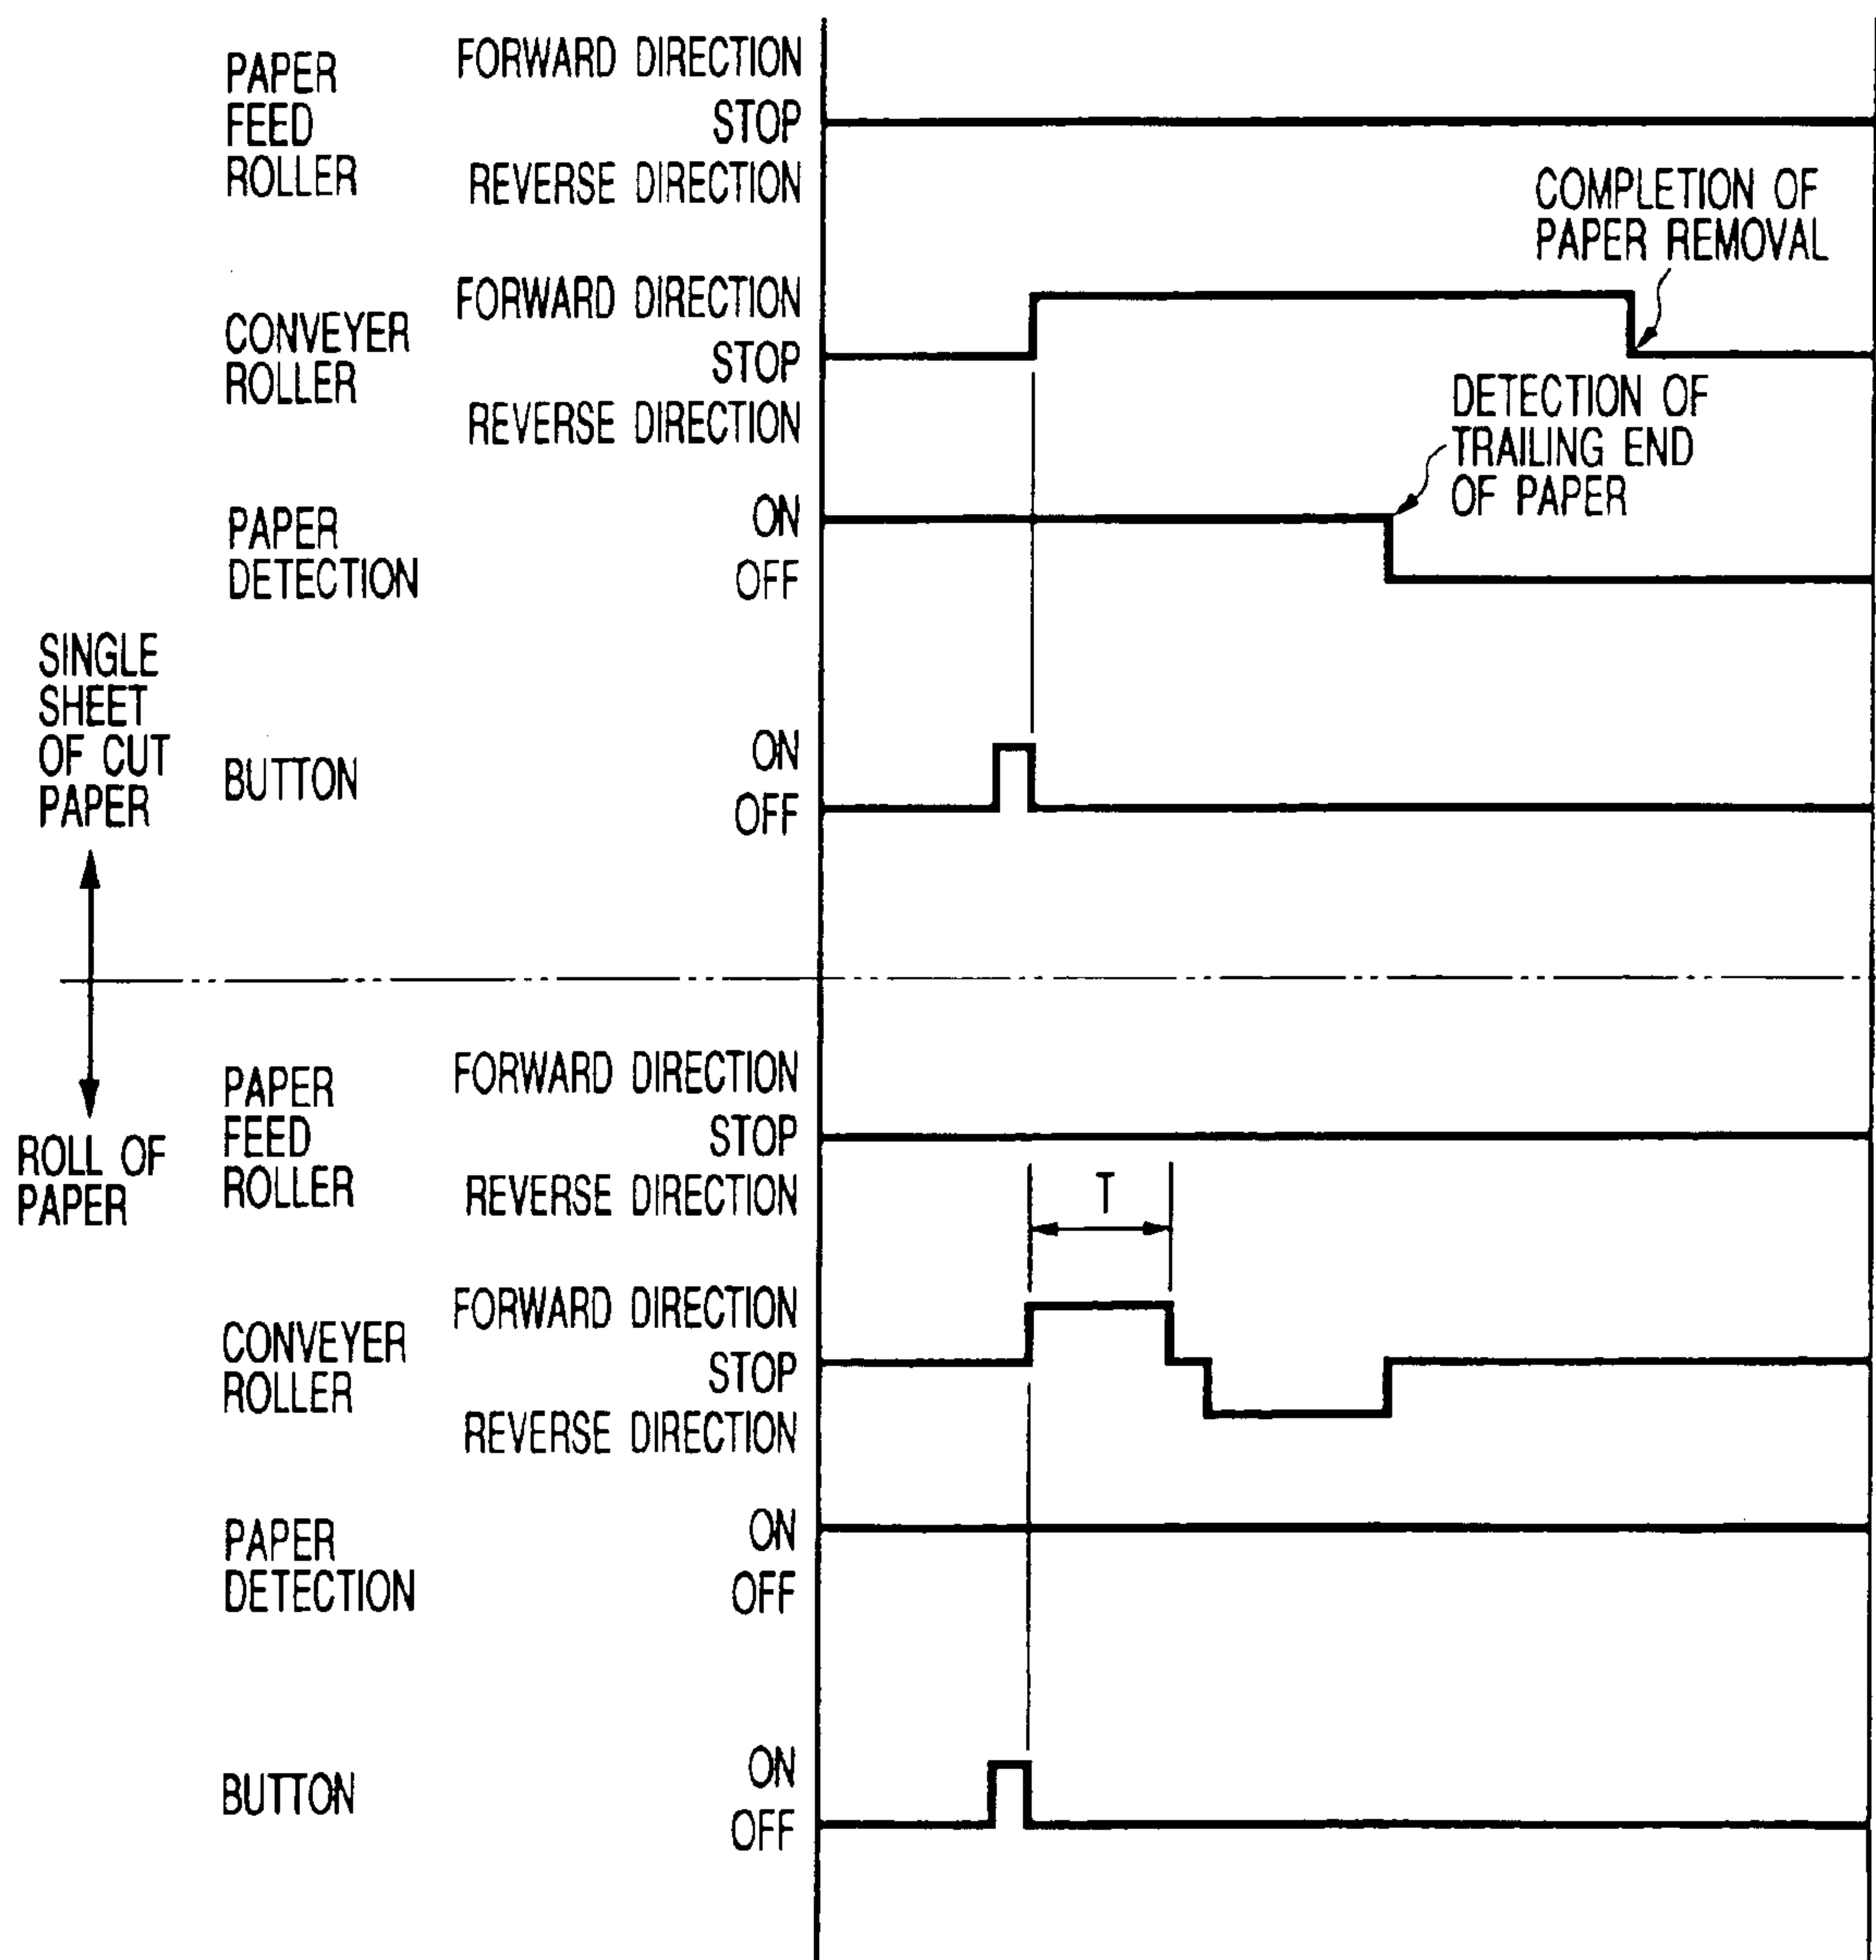 PAPER
FEED
ROLLER
FORWARD DIRECTION
STOP
REVERSE DIRECTION
COMPLETION OF
PAPER REMOVAL
CONVEYER
ROLLER
FORWARD DIRECTION
STOP
REVERSE DIRECTION
DETECTION OF
TRAILING END
OF PAPER
PAPER
DETECTION
ON
OFF
SINGLE
SHEET
OF CUT
PAPER
BUTTON
ON
OFF
ROLL OF
PAPER
PAPER
FEED
ROLLER
FORWARD DIRECTION
STOP
REVERSE DIRECTION
T
CONVEYER
ROLLER
FORWARD DIRECTION
STOP
REVERSE DIRECTION
PAPER
DETECTION
ON
OFF
BUTTON
ON
OFF